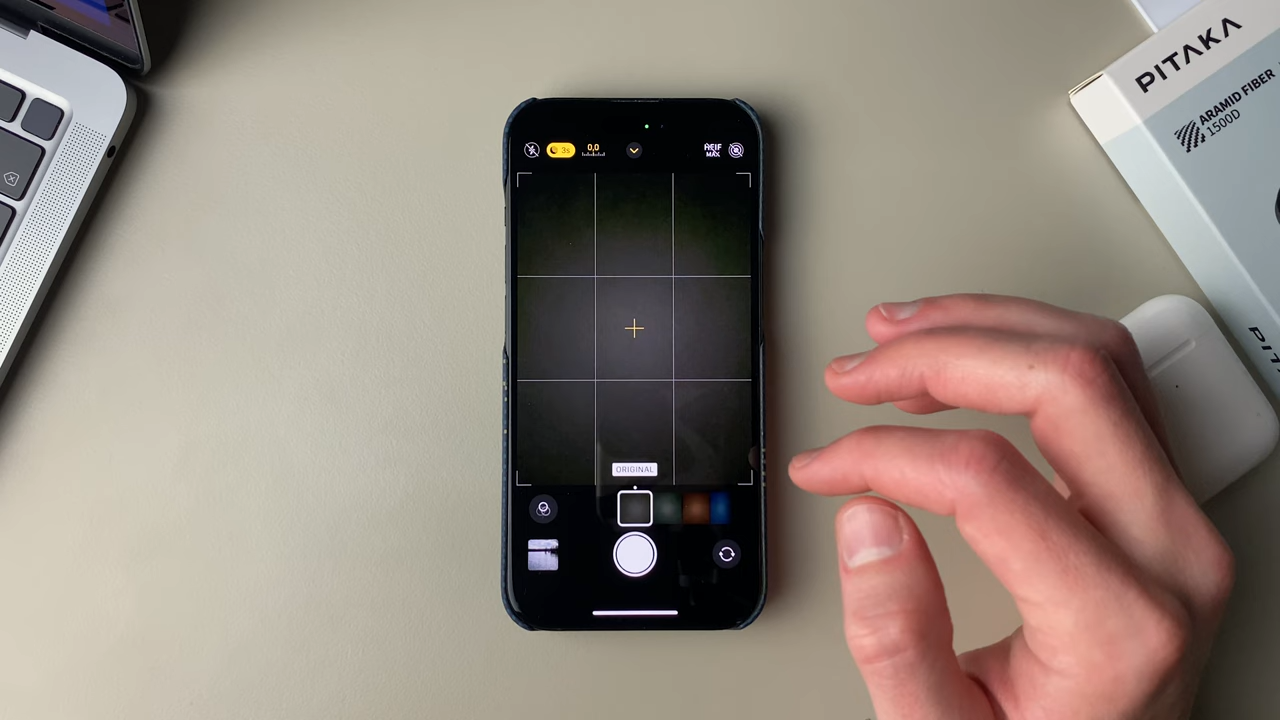 3s
0,0
HEIF
MAX
ORIGINAL
PITAKA
ARAMID FIBER
1500D